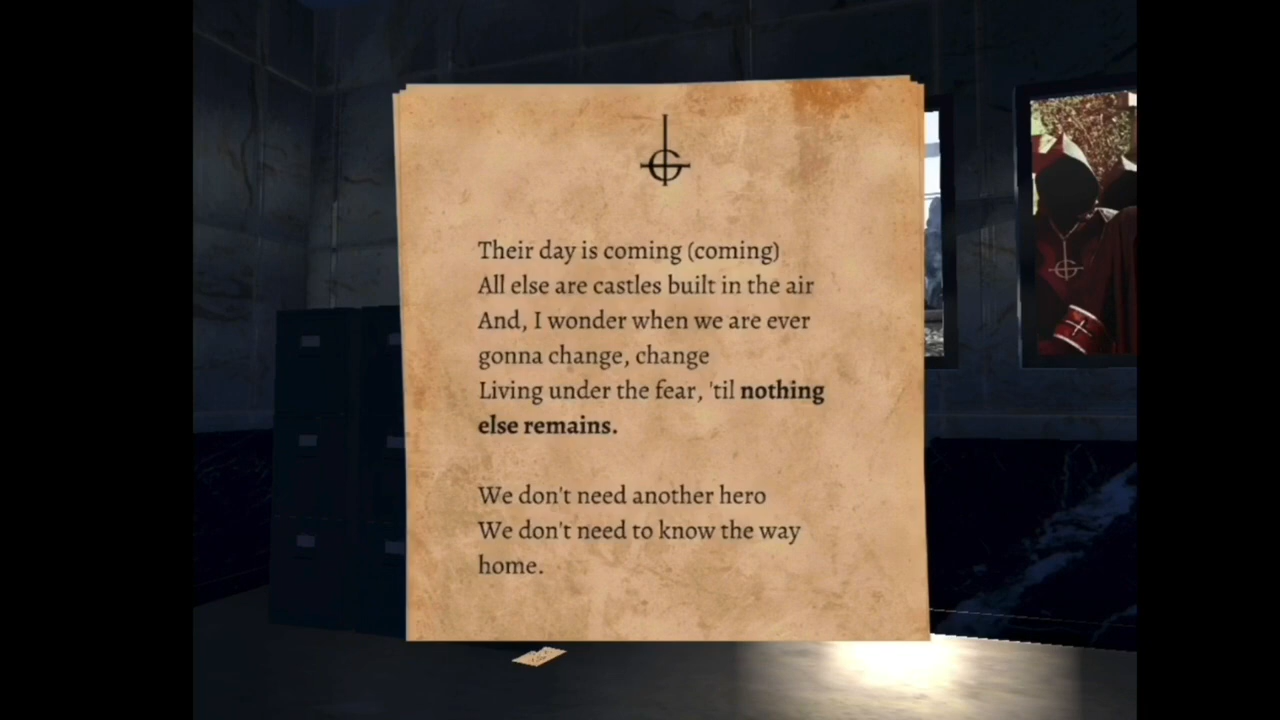 Their day is coming (coming)
All else are castles built in the air
And, I wonder when we are ever
gonna change, change
Living under the fear, 'til nothing
else remains.
We don't need another hero
We don't need to know the way
home.